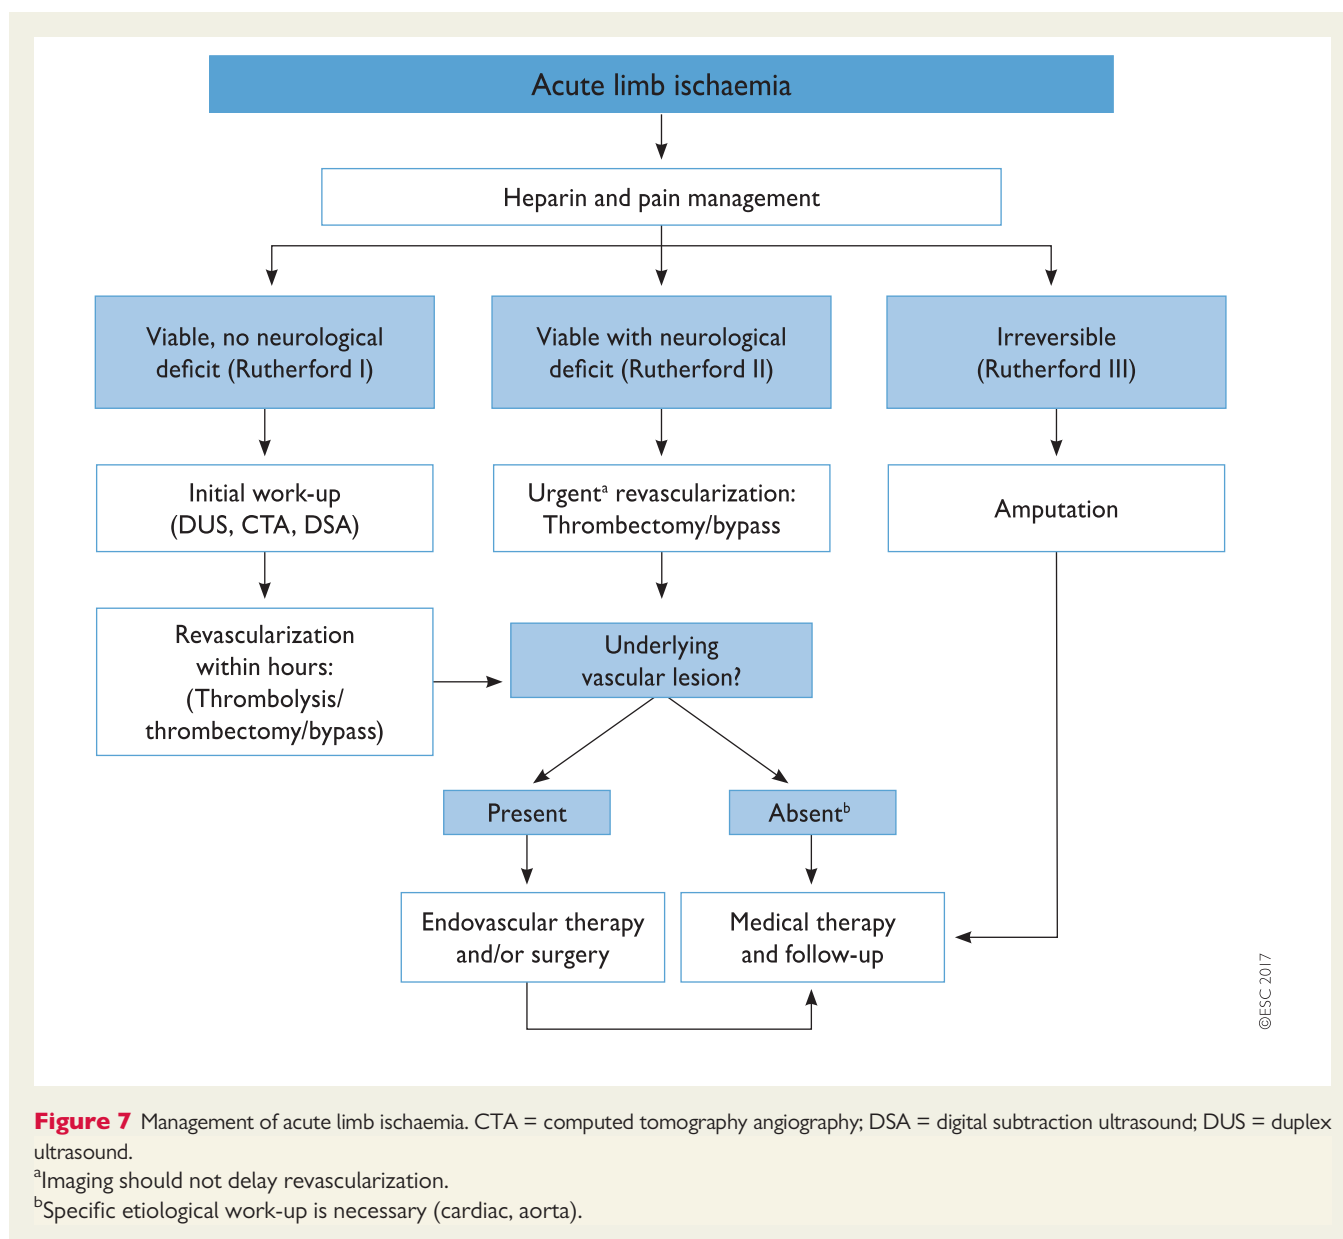 Acute limb ischaemia
Heparin and pain management
Viable, no neurological
deficit (Rutherford I)
Viable with neurological
deficit (Rutherford II)
Irreversible
(Rutherford III)
Initial work-up
(DUS, CTA, DSA)
Urgentᵃ revascularization:
Thrombectomy/bypass
Amputation
Revascularization
within hours:
(Thrombolysis/
thrombectomy/bypass)
Underlying
vascular lesion?
Present
Absentᵇ
Endovascular therapy
and/or surgery
Medical therapy
and follow-up
©ESC 2017
Figure 7 Management of acute limb ischaemia. CTA = computed tomography angiography; DSA = digital subtraction ultrasound; DUS = duplex
ultrasound.
ᵃImaging should not delay revascularization.
ᵇSpecific etiological work-up is necessary (cardiac, aorta).